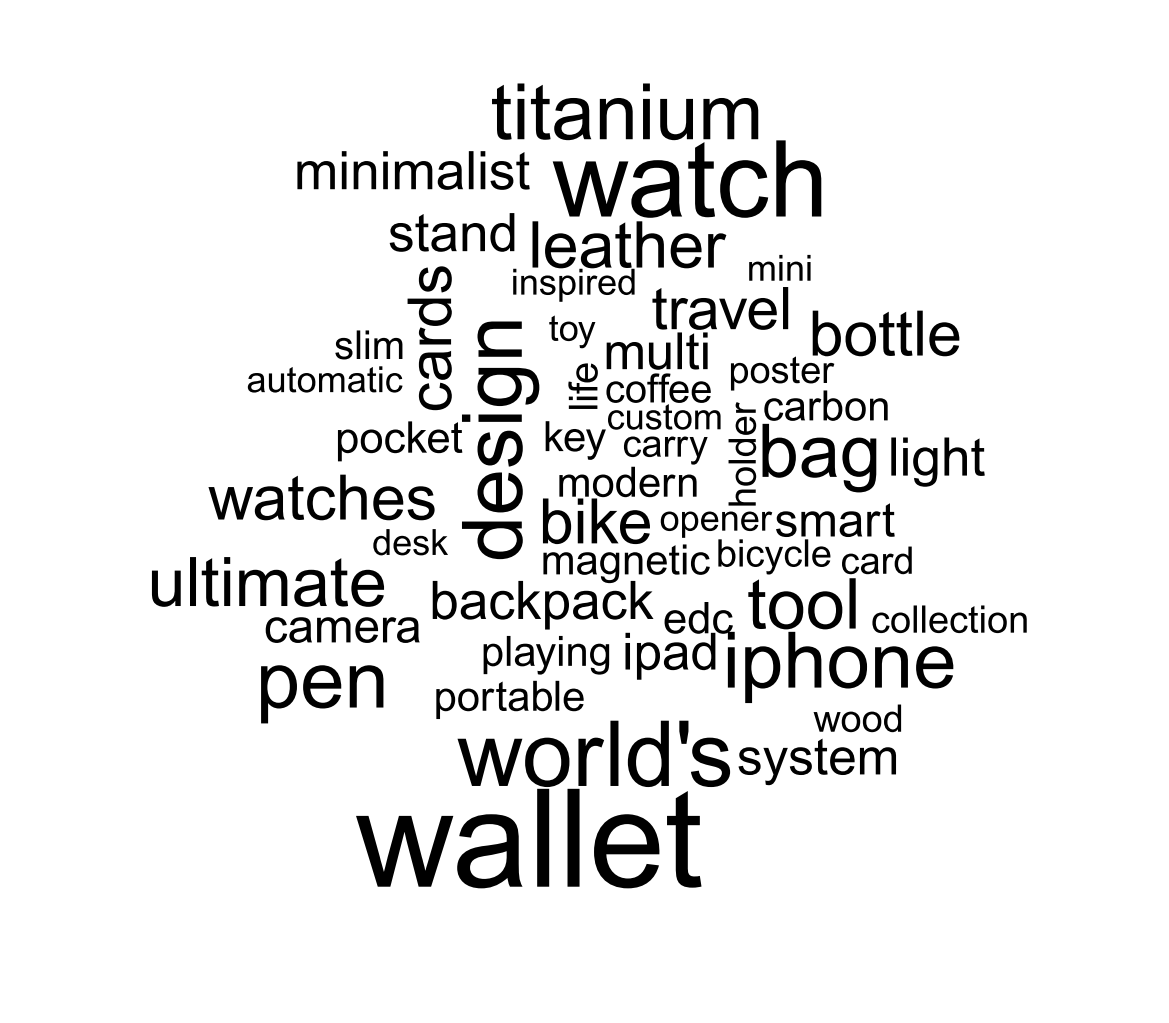 titanium
minimalist
watch
stand
leather
mini
inspired
cards
travel
toy
bottle
slim
design
multi
poster
automatic
life
coffee
custom
carbon
pocket
key
carry
holder
bag
light
modern
watches
bike
opener
smart
desk
magnetic
bicycle
card
ultimate
backpack
edc
tool
collection
camera
playing
ipad
iphone
pen
portable
wood
world's
system
wallet